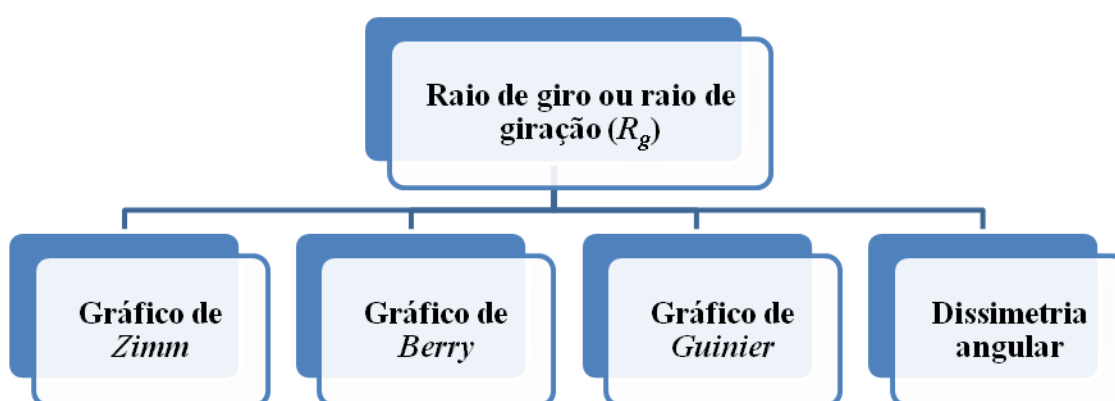 Raio de giro ou raio de
giração (Rg)
Gráfico de
Zimm
Gráfico de
Berry
Gráfico de
Guinier
Dissimetria
angular